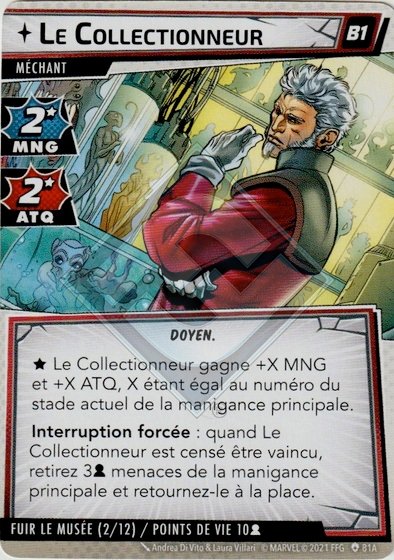 Le Collectionneur
B1
MÉCHANT
2★
MNG
2★
ATQ
DOYEN.
★ Le Collectionneur gagne +X MNG
et +X ATQ, X étant égal au numéro du
stade actuel de la manigance principale.
Interruption forcée : quand Le
Collectionneur est censé être vaincu,
retirez 3 menaces de la manigance
principale et retournez-le à la place.
FUIR LE MUSÉE (2/12) / POINTS DE VIE 10
Andrea Di Vito & Laura Villari © MARVEL © 2021 FFG 81A